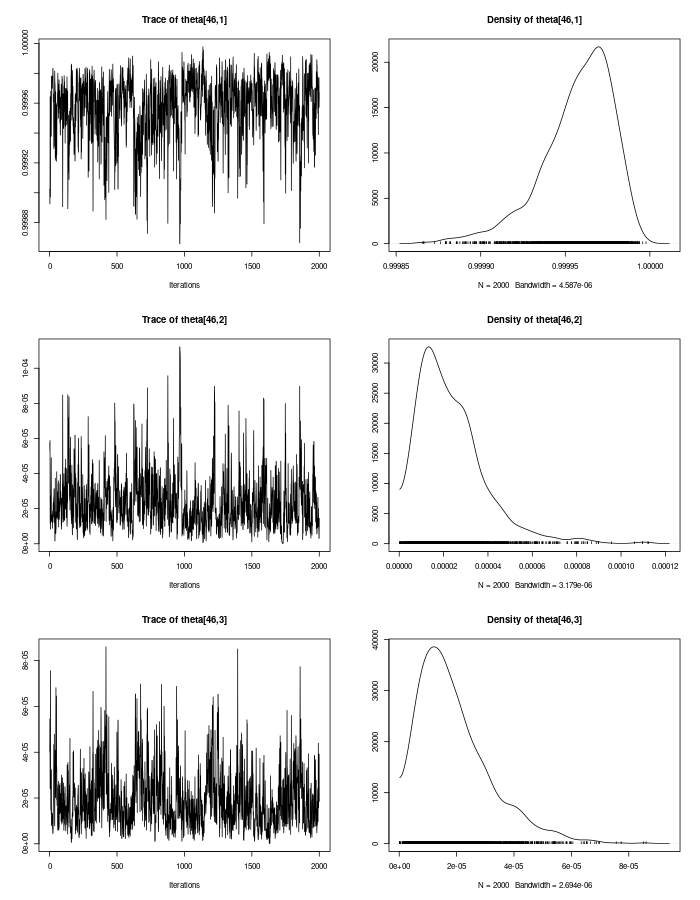 Trace of theta[46,1]
1.00000
0.99996
0.99992
0.99988
0 500 1000 1500 2000
Iterations
Density of theta[46,1]
20000
15000
10000
5000
0
0.99985 0.99990 0.99995 1.00000
N = 2000 Bandwidth = 4.587e-06
Trace of theta[46,2]
1e-04
8e-05
6e-05
4e-05
2e-05
0e+00
0 500 1000 1500 2000
Iterations
Density of theta[46,2]
30000
25000
20000
15000
10000
5000
0
0.00000 0.00002 0.00004 0.00006 0.00008 0.00010 0.00012
N = 2000 Bandwidth = 3.179e-06
Trace of theta[46,3]
8e-05
6e-05
4e-05
2e-05
0e+00
0 500 1000 1500 2000
Iterations
Density of theta[46,3]
40000
30000
20000
10000
0
0e+00 2e-05 4e-05 6e-05 8e-05
N = 2000 Bandwidth = 2.694e-06